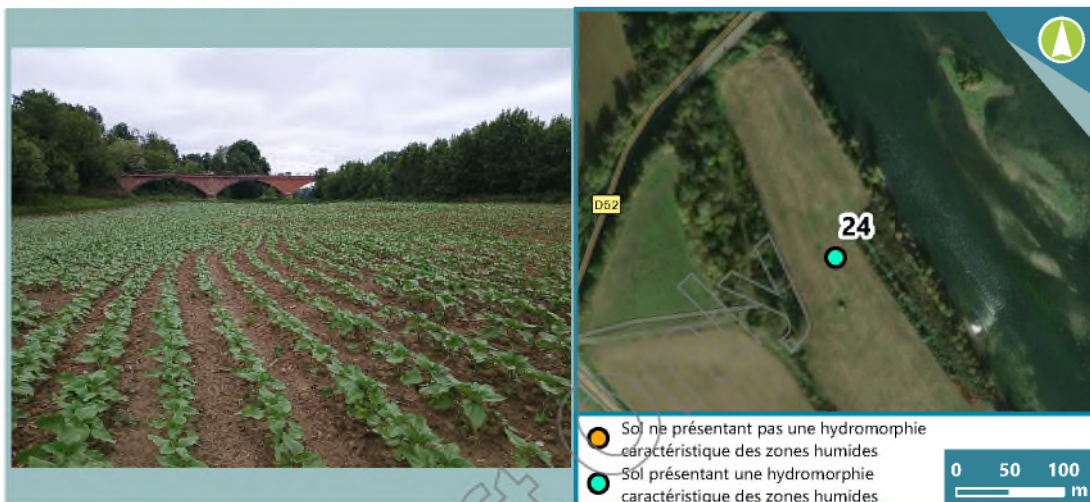 D52
24
Sol ne présentant pas une hydromorphie
caractéristique des zones humides
Sol présentant une hydromorphie
caractéristique des zones humides
0 50 100
m